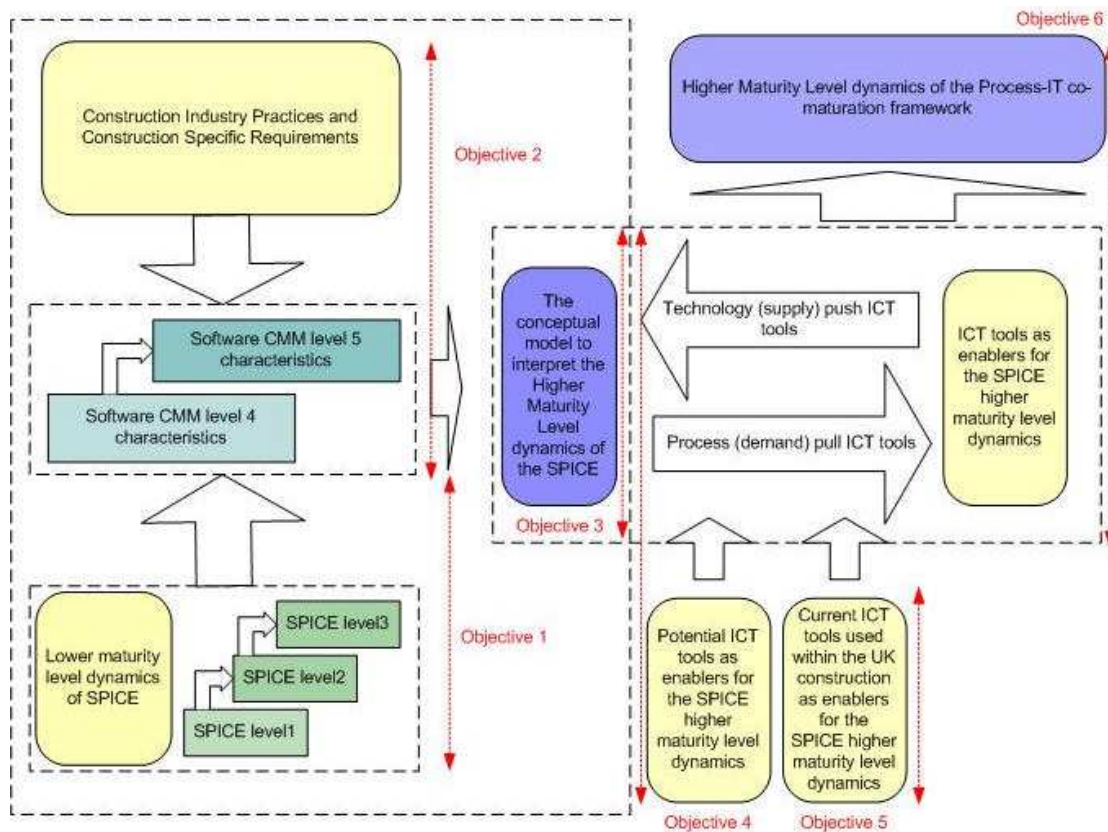 Construction Industry Practices and
Construction Specific Requirements
Objective 2
Objective 6
Higher Maturity Level dynamics of the Process-IT co-
maturation framework
Software CMM level 5
characteristics
Software CMM level 4
characteristics
The
conceptual
model to
interpret the
Higher
Maturity
Level
dynamics of
the SPICE
Objective 3
Technology (supply) push ICT
tools
Process (demand) pull ICT tools
ICT tools as
enablers for
the SPICE
higher
maturity level
dynamics
Lower maturity
level dynamics
of SPICE
SPICE level3
SPICE level2
SPICE level1
Objective 1
Potential ICT
tools as
enablers for
the SPICE
higher
maturity level
dynamics
Current ICT
tools used
within the UK
construction
as enablers
for the
SPICE higher
maturity level
dynamics
Objective 4
Objective 5